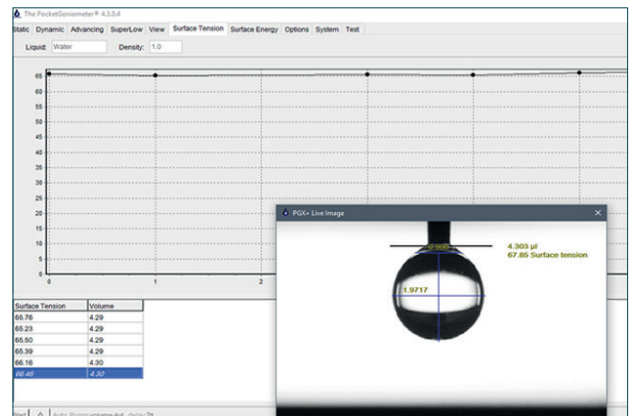 The PocketGoniometer® 4.3.0.4
Static Dynamic Advancing SuperLow View Surface Tension Surface Energy Options System Test
Liquid: Water Density: 1.0
65
60
55
50
45
40
35
30
25
20
15
10
5
0
0 1 2
PGX+ Live Image
4.303 µl
67.85 Surface tension
1.9717
Surface Tension Volume
65.76 4.29
65.23 4.29
65.50 4.29
65.39 4.29
66.16 4.30
66.46 4.30